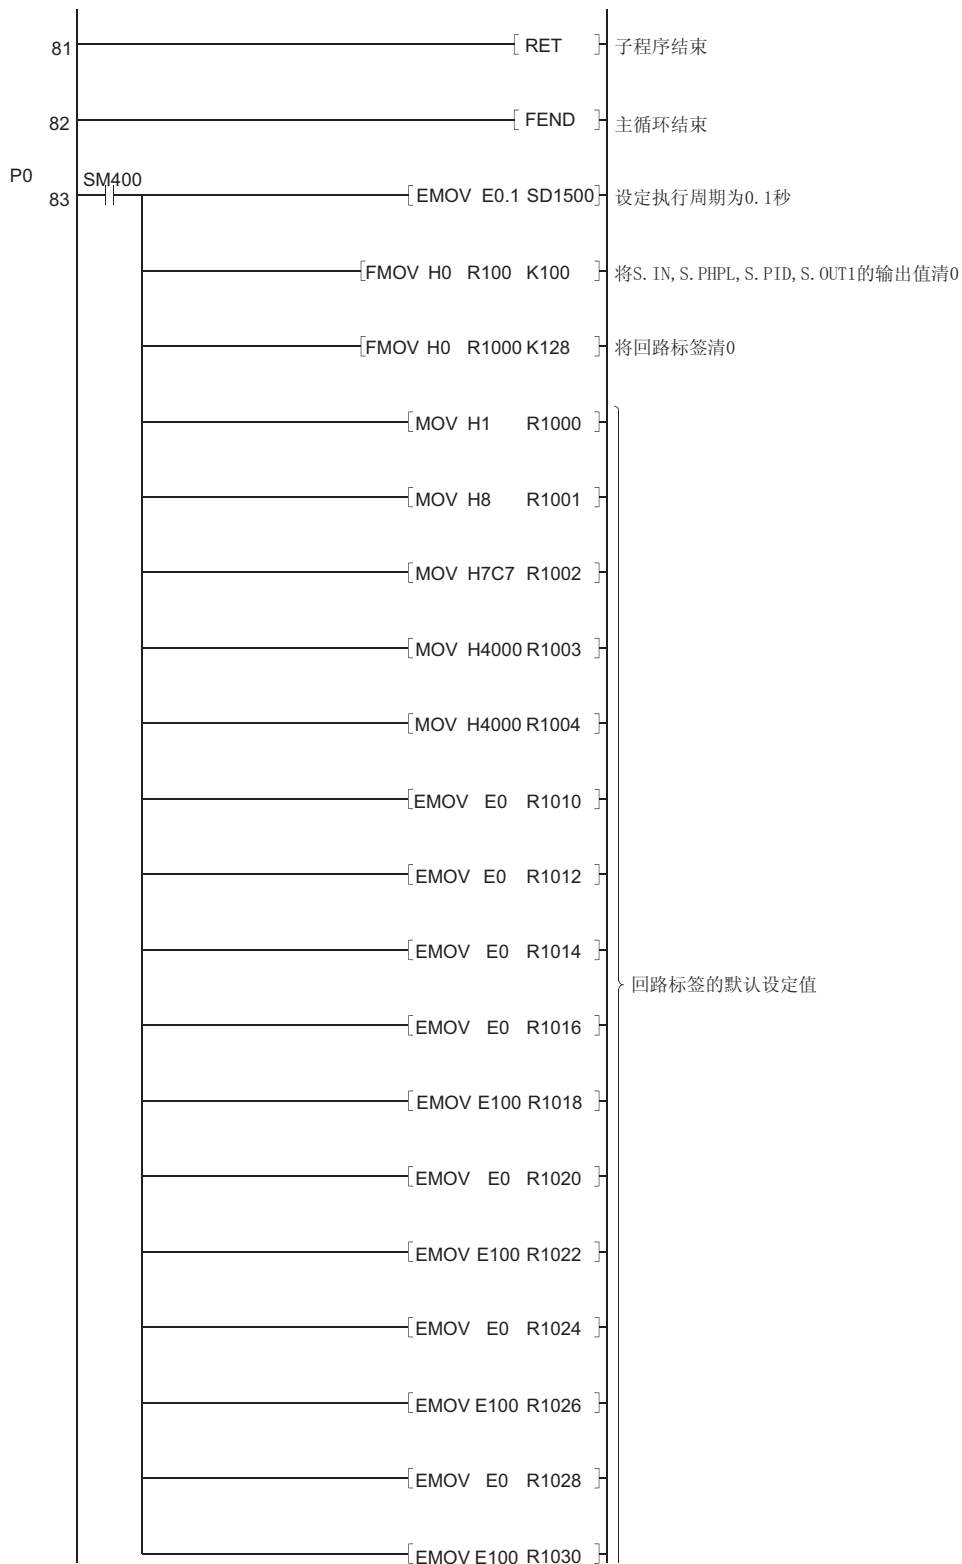 81 RET 子程序结束
82 FEND 主循环结束
P0
83 SM400 EMOV E0.1 SD1500 设定执行周期为0.1秒
FMOV H0 R100 K100 将S.IN,S.PHPL,S.PID,S.OUT1的输出值清0
FMOV H0 R1000 K128 将回路标签清0
MOV H1 R1000
MOV H8 R1001
MOV H7C7 R1002
MOV H4000 R1003
MOV H4000 R1004
EMOV E0 R1010
EMOV E0 R1012
EMOV E0 R1014
回路标签的默认设定值
EMOV E0 R1016
EMOV E100 R1018
EMOV E0 R1020
EMOV E100 R1022
EMOV E0 R1024
EMOV E100 R1026
EMOV E0 R1028
EMOV E100 R1030